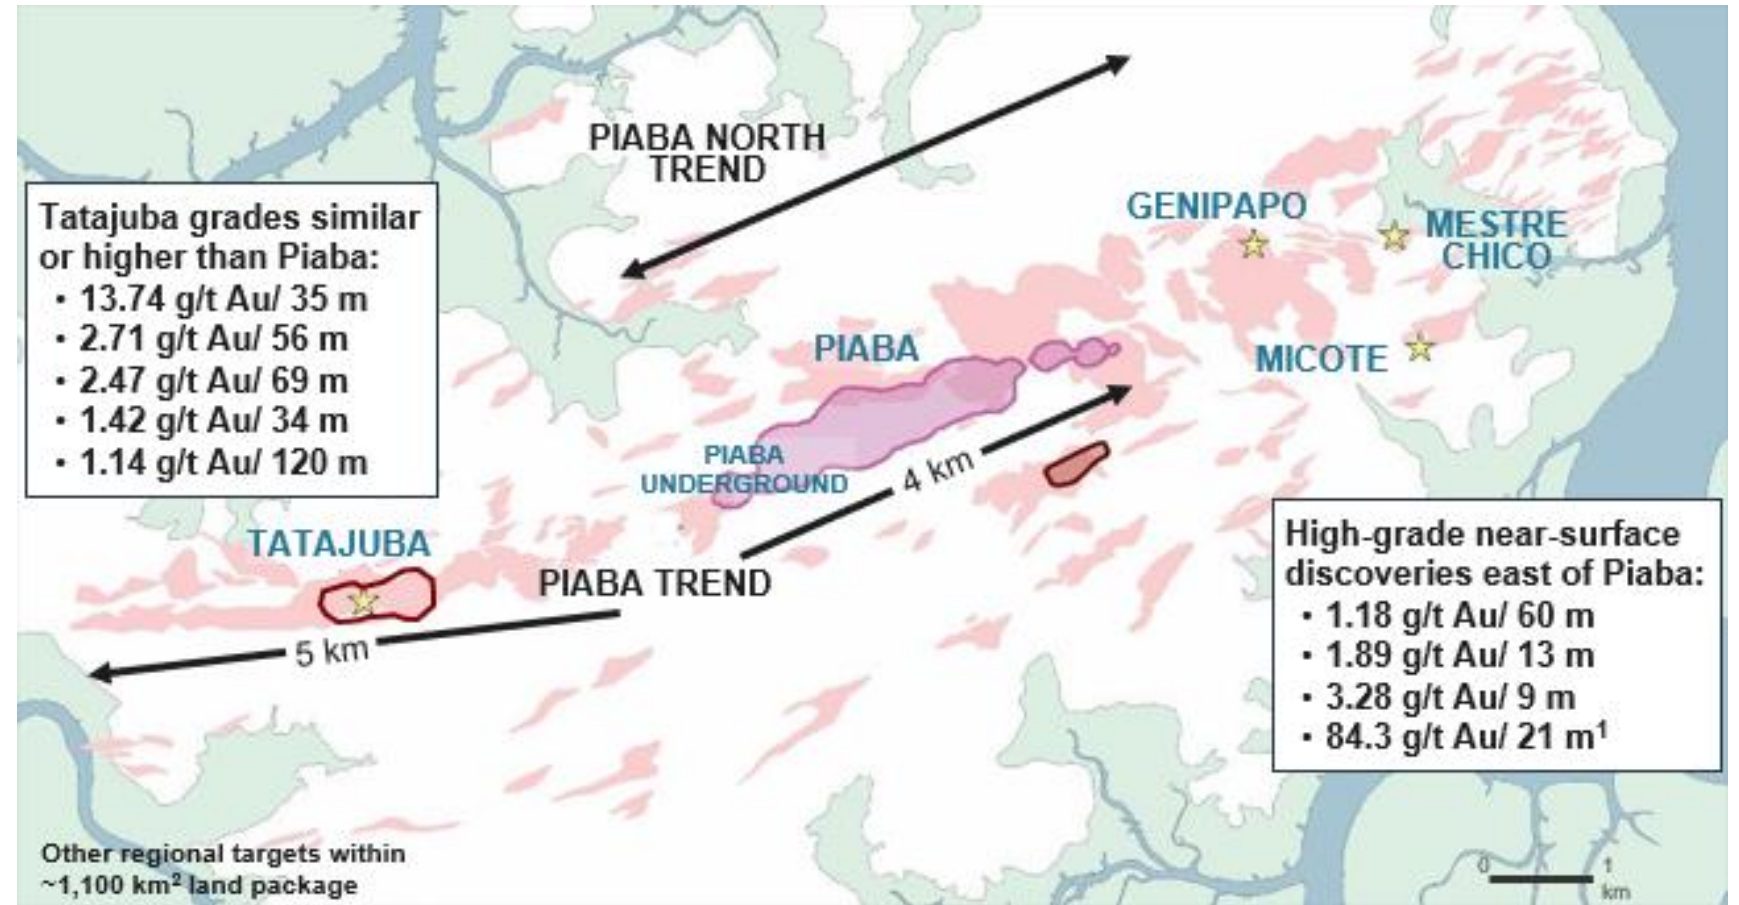 PIABA NORTH
TREND
Tatajuba grades similar
or higher than Piaba:
• 13.74 g/t Au/ 35 m
• 2.71 g/t Au/ 56 m
• 2.47 g/t Au/ 69 m
• 1.42 g/t Au/ 34 m
• 1.14 g/t Au/ 120 m
GENIPAPO
MESTRE
CHICO
PIABA
MICOTE
PIABA
UNDERGROUND
4 km
TATAJUBA
PIABA TREND
5 km
High-grade near-surface
discoveries east of Piaba:
• 1.18 g/t Au/ 60 m
• 1.89 g/t Au/ 13 m
• 3.28 g/t Au/ 9 m
• 84.3 g/t Au/ 21 m¹
Other regional targets within
~1,100 km² land package
0 1
km